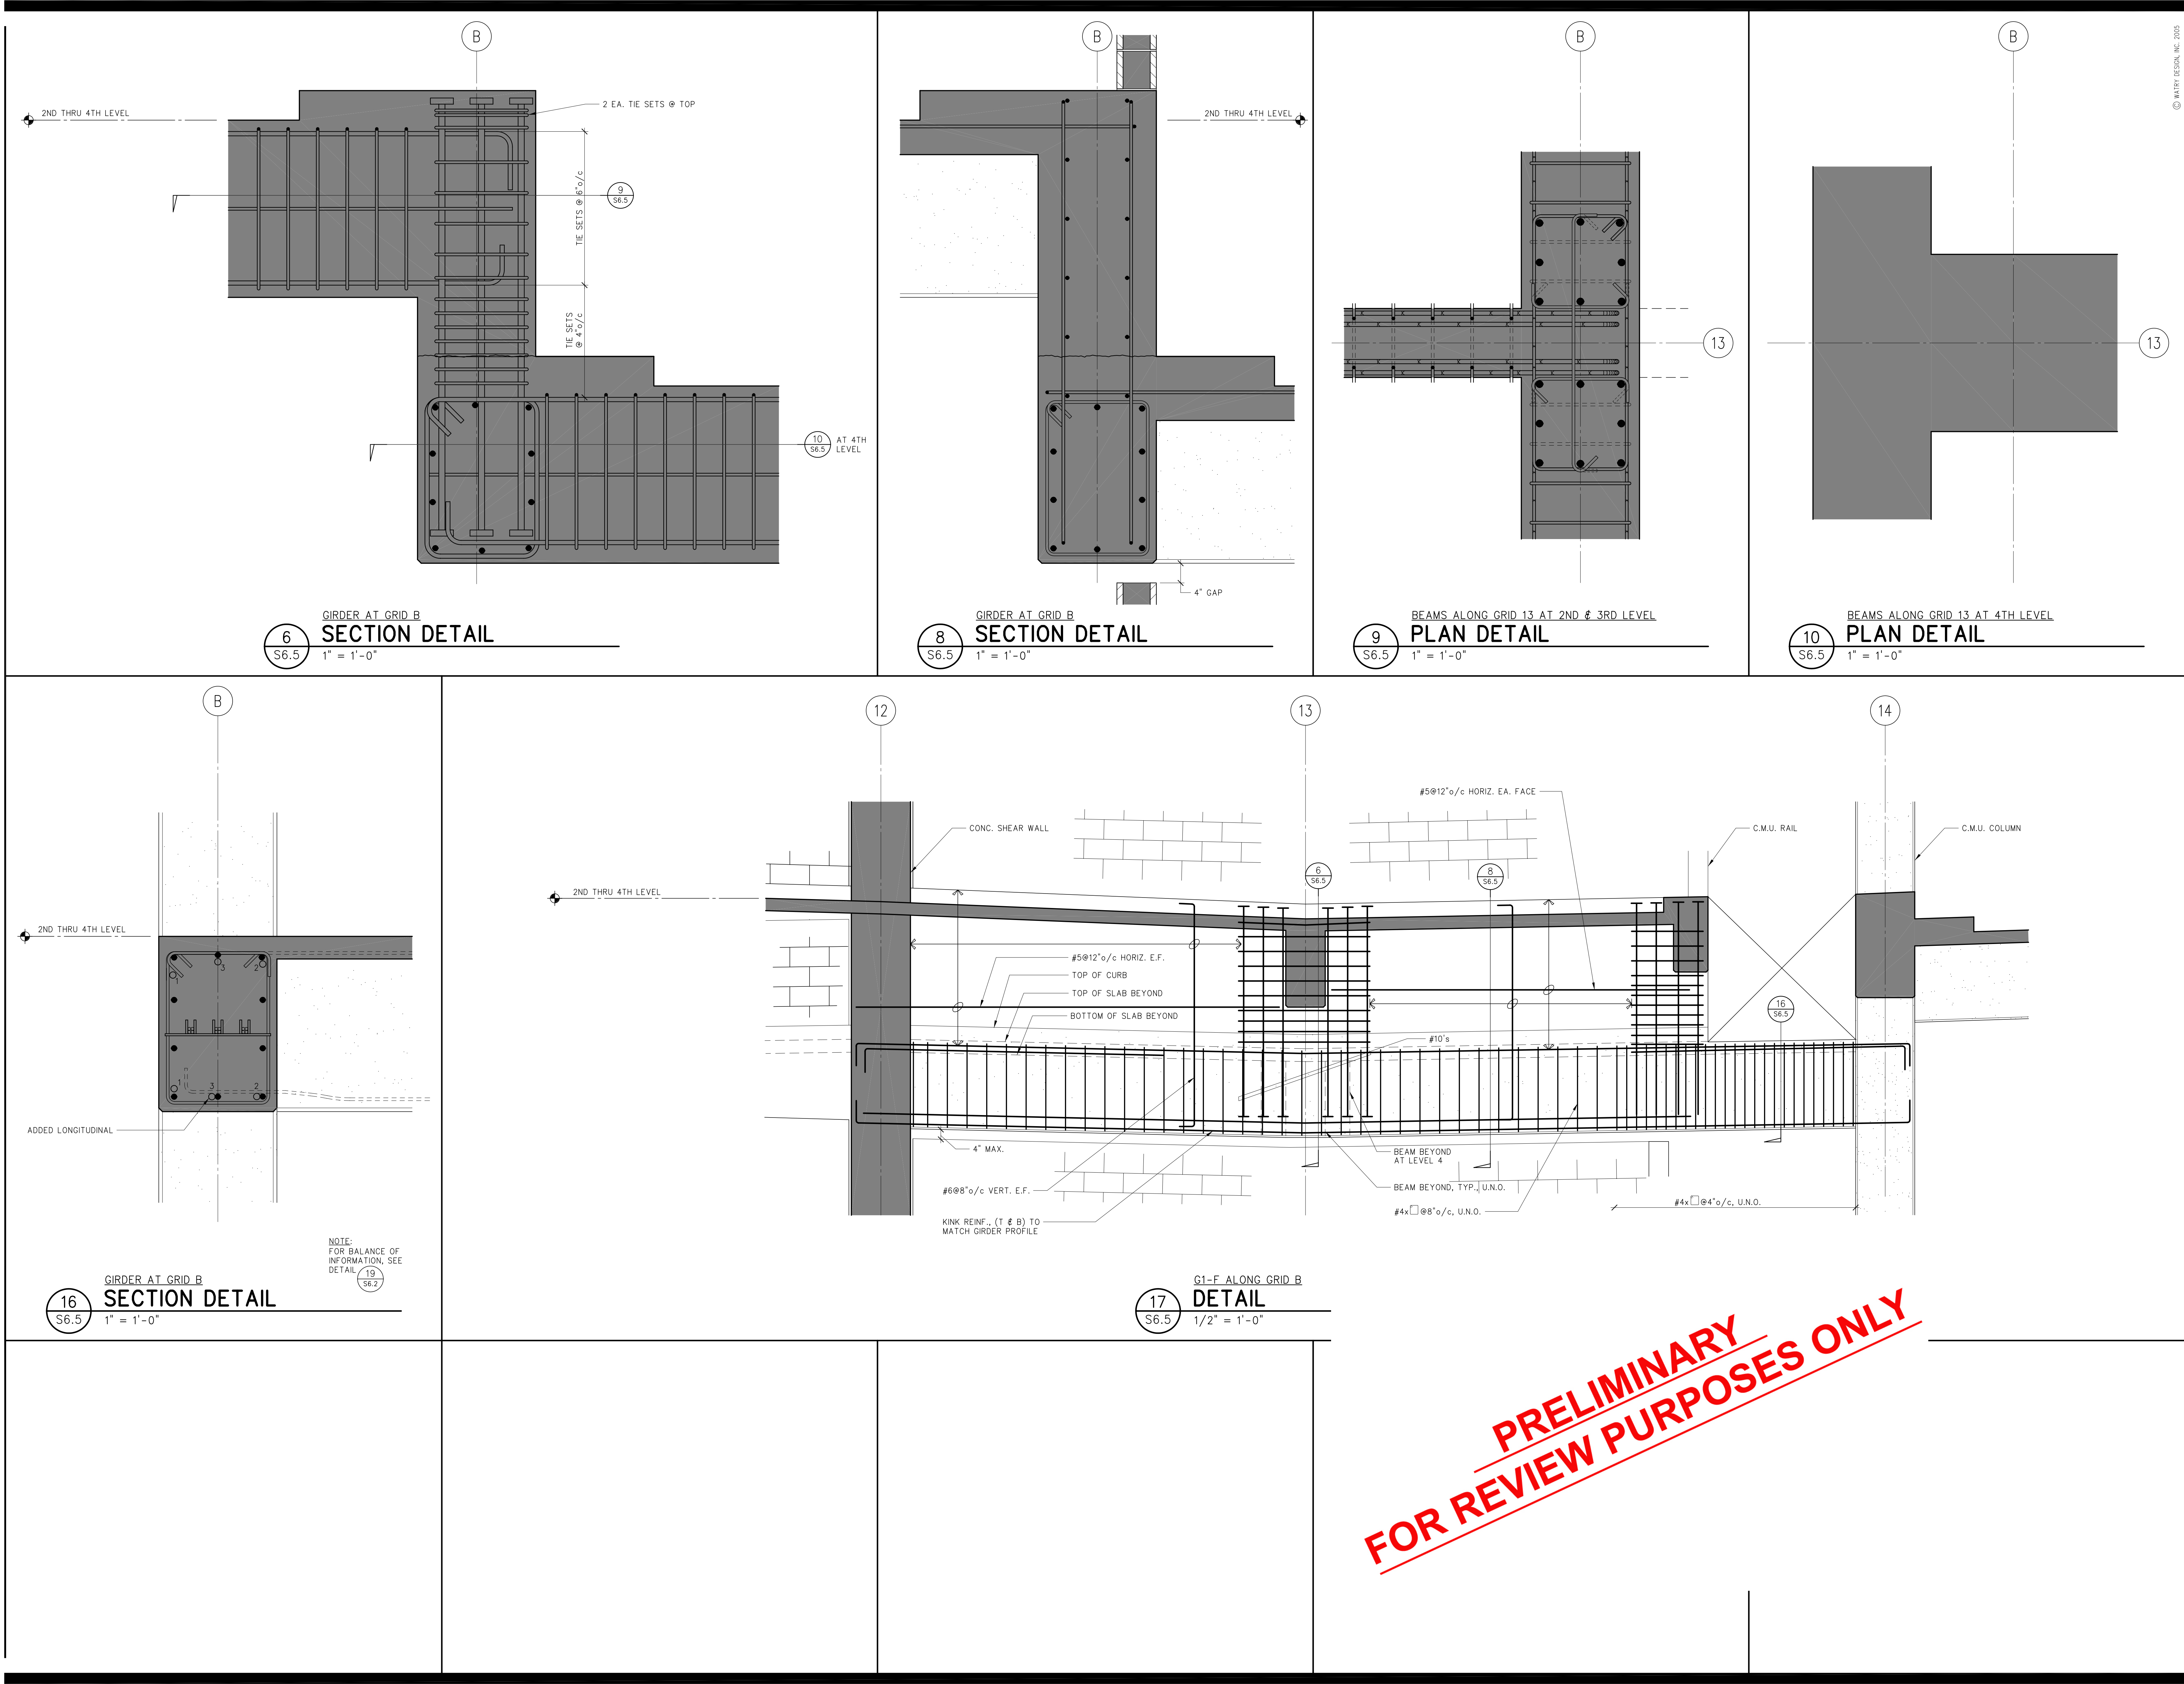 B
2ND THRU 4TH LEVEL
2 EA. TIE SETS @ TOP
TIE SETS @ 6"o/c
9
S6.5
TIE SETS
@ 4"o/c
10
S6.5
AT 4TH
LEVEL
GIRDER AT GRID B
6
S6.5
SECTION DETAIL
1" = 1'-0"
B
2ND THRU 4TH LEVEL
4" GAP
GIRDER AT GRID B
8
S6.5
SECTION DETAIL
1" = 1'-0"
B
13
BEAMS ALONG GRID 13 AT 2ND & 3RD LEVEL
9
S6.5
PLAN DETAIL
1" = 1'-0"
B
13
BEAMS ALONG GRID 13 AT 4TH LEVEL
10
S6.5
PLAN DETAIL
1" = 1'-0"
© WATRY DESIGN, INC. 2005
B
2ND THRU 4TH LEVEL
1
3
2
1
3
2
ADDED LONGITUDINAL
NOTE:
FOR BALANCE OF
INFORMATION, SEE
DETAIL
19
S6.2
GIRDER AT GRID B
16
S6.5
SECTION DETAIL
1" = 1'-0"
12
13
14
#5@12"o/c HORIZ. EA. FACE
CONC. SHEAR WALL
C.M.U. RAIL
C.M.U. COLUMN
6
S6.5
8
S6.5
2ND THRU 4TH LEVEL
#5@12"o/c HORIZ. E.F.
TOP OF CURB
TOP OF SLAB BEYOND
BOTTOM OF SLAB BEYOND
16
S6.5
#10's
4" MAX.
BEAM BEYOND
AT LEVEL 4
#6@8"o/c VERT. E.F.
BEAM BEYOND, TYP., U.N.O.
#4x @4"o/c, U.N.O.
#4x @8"o/c, U.N.O.
KINK REINF., (T & B) TO
MATCH GIRDER PROFILE
G1-F ALONG GRID B
17
S6.5
DETAIL
1/2" = 1'-0"
PRELIMINARY
FOR REVIEW PURPOSES ONLY